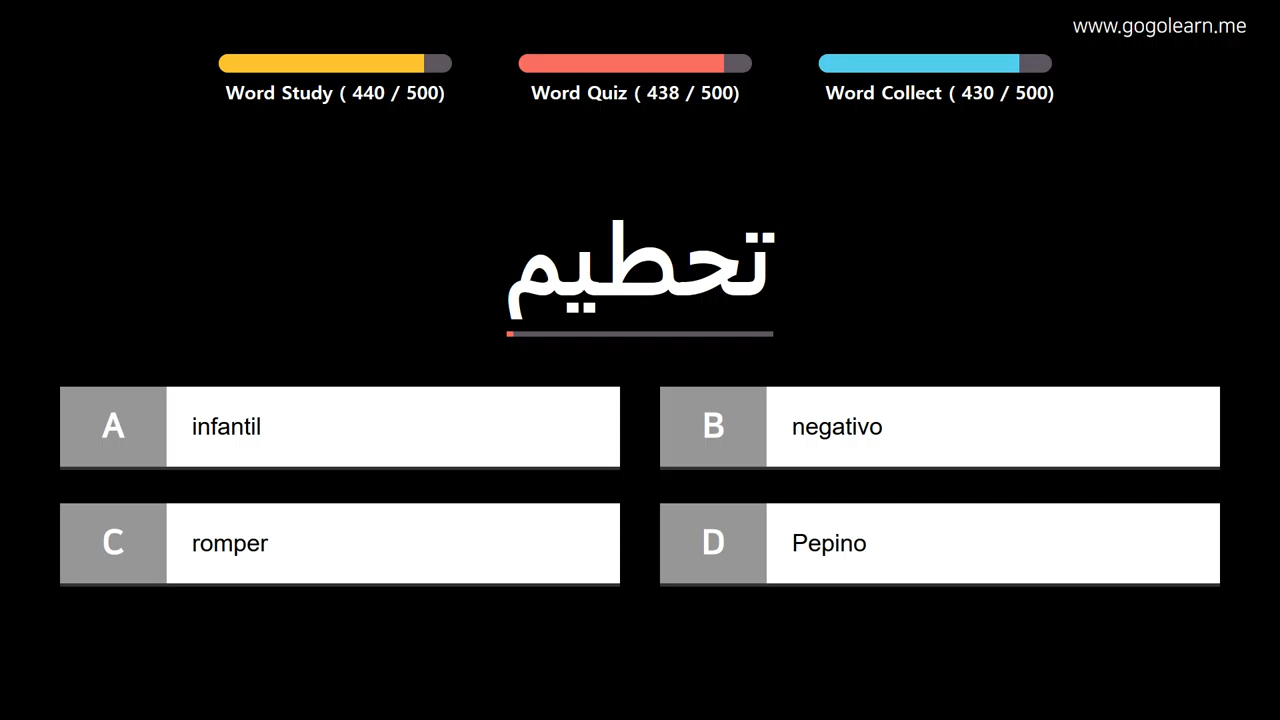 www.gogolearn.me
Word Study ( 440 / 500)
Word Quiz ( 438 / 500)
Word Collect ( 430 / 500)
تحطيم
A infantil
B negativo
C romper
D Pepino